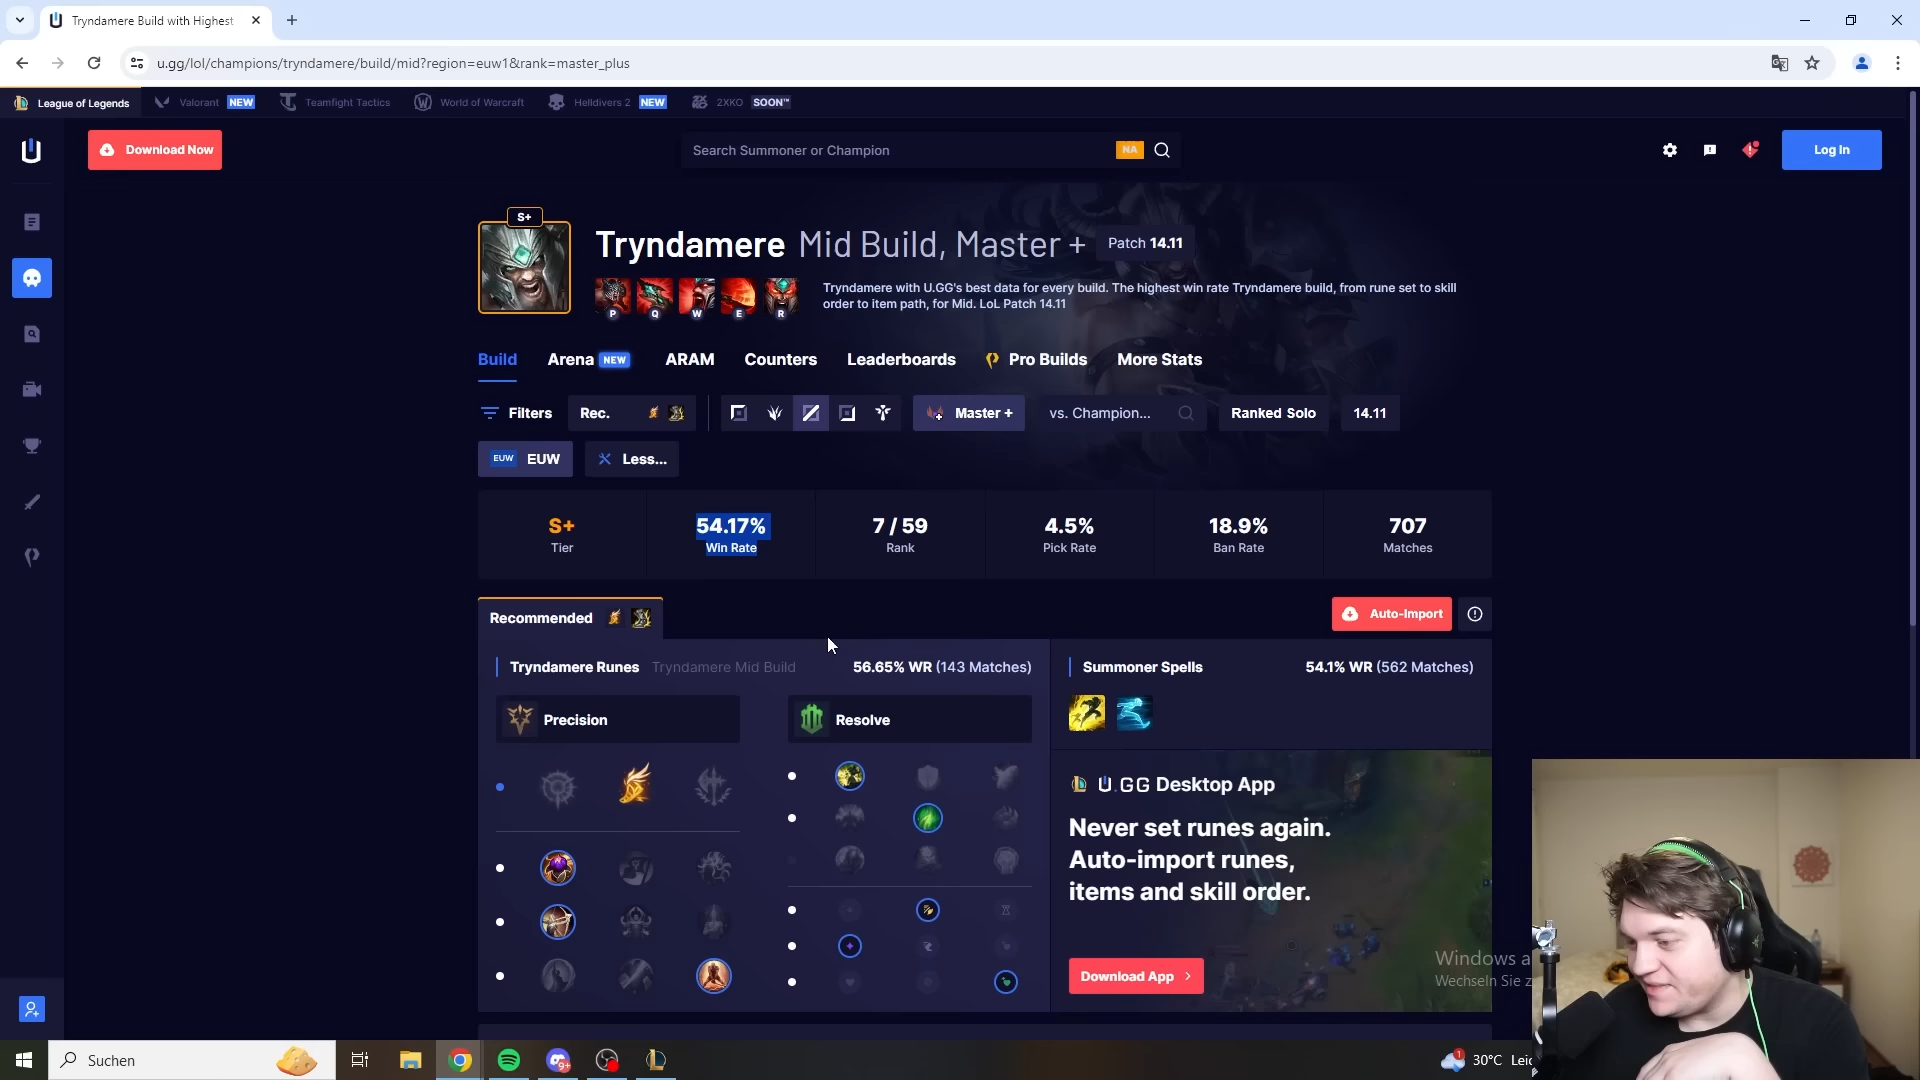 Tryndamere Build with Highest
u.gg/lol/champions/tryndamere/build/mid?region=euw1&rank=master_plus
League of Legends
Valorant NEW
Teamfight Tactics
World of Warcraft
Helldivers 2 NEW
2XKO SOON™
Download Now
Search Summoner or Champion
NA
Log In
S+
Tryndamere Mid Build, Master +
Patch 14.11
P Q W E R
Tryndamere with U.GG's best data for every build. The highest win rate Tryndamere build, from rune set to skill
order to item path, for Mid. LoL Patch 14.11
Build
Arena NEW
ARAM
Counters
Leaderboards
Pro Builds
More Stats
Filters
Rec.
Master +
vs. Champion...
Ranked Solo
14.11
EUW EUW
Less...
S+
Tier
54.17%
Win Rate
7 / 59
Rank
4.5%
Pick Rate
18.9%
Ban Rate
707
Matches
Recommended
Auto-Import
Tryndamere Runes
Tryndamere Mid Build
56.65% WR (143 Matches)
Summoner Spells
54.1% WR (562 Matches)
Precision
Resolve
U.GG Desktop App
Never set runes again.
Auto-import runes,
items and skill order.
Download App
Windows a
Wechseln Sie z
Suchen
9+
1
30°C Leic